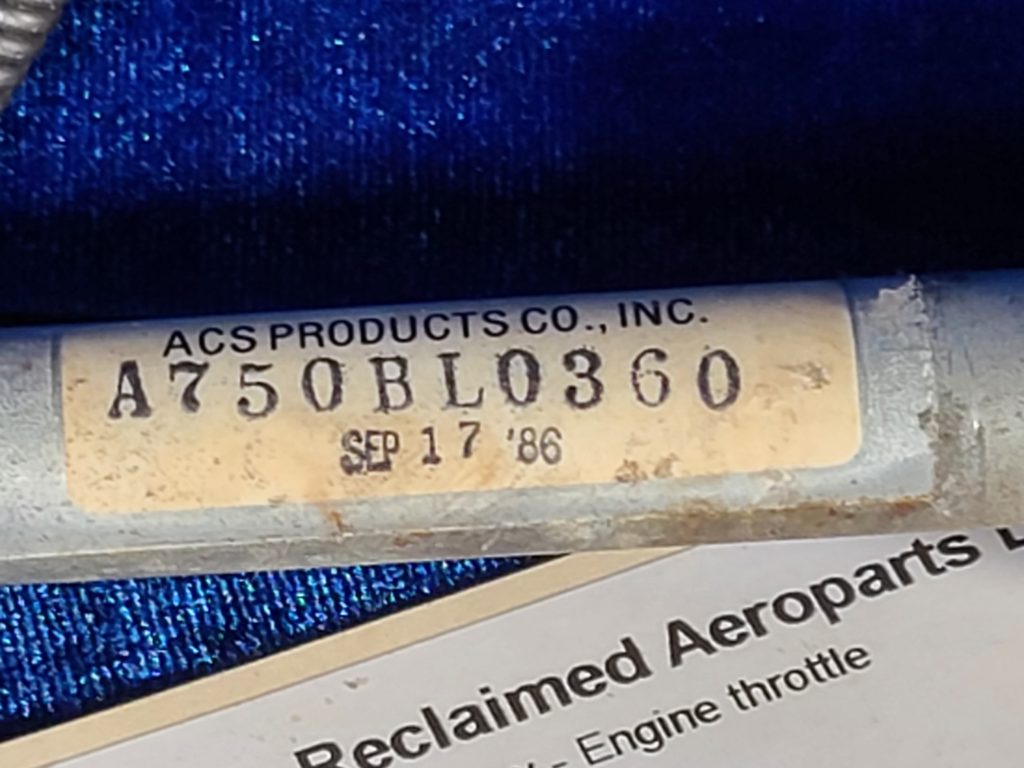 ACS PRODUCTS CO., INC.
A750BL0360
SEP 17 '86
Reclaimed Aeroparts
- Engine throttle